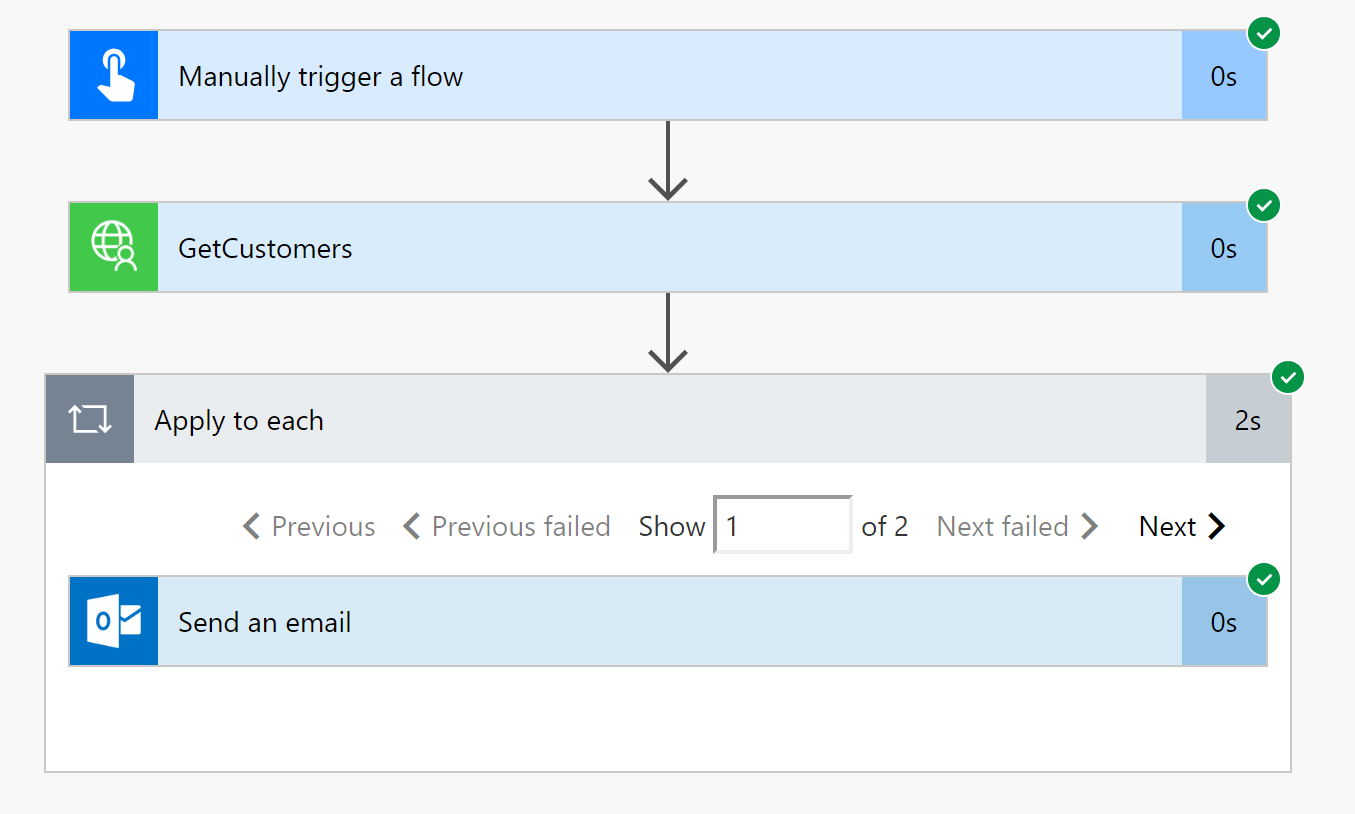 Manually trigger a flow 0s
GetCustomers 0s
Apply to each 2s
Previous Previous failed Show 1 of 2 Next failed Next
Send an email 0s